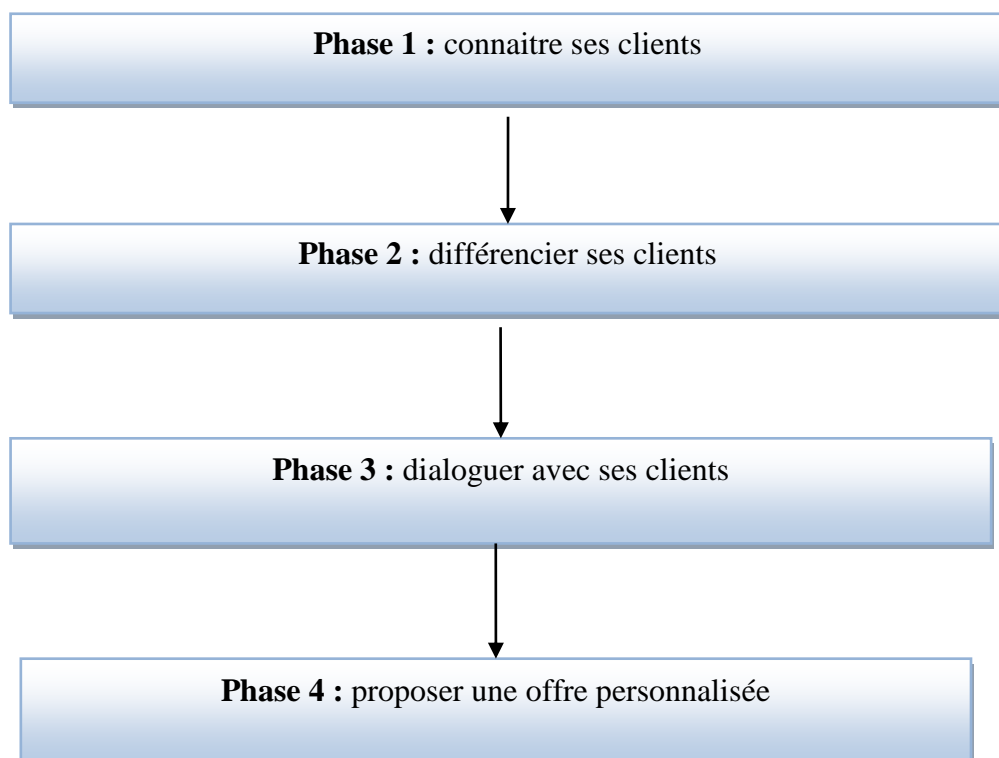 Phase 1 : connaitre ses clients
Phase 2 : différencier ses clients
Phase 3 : dialoguer avec ses clients
Phase 4 : proposer une offre personnalisée